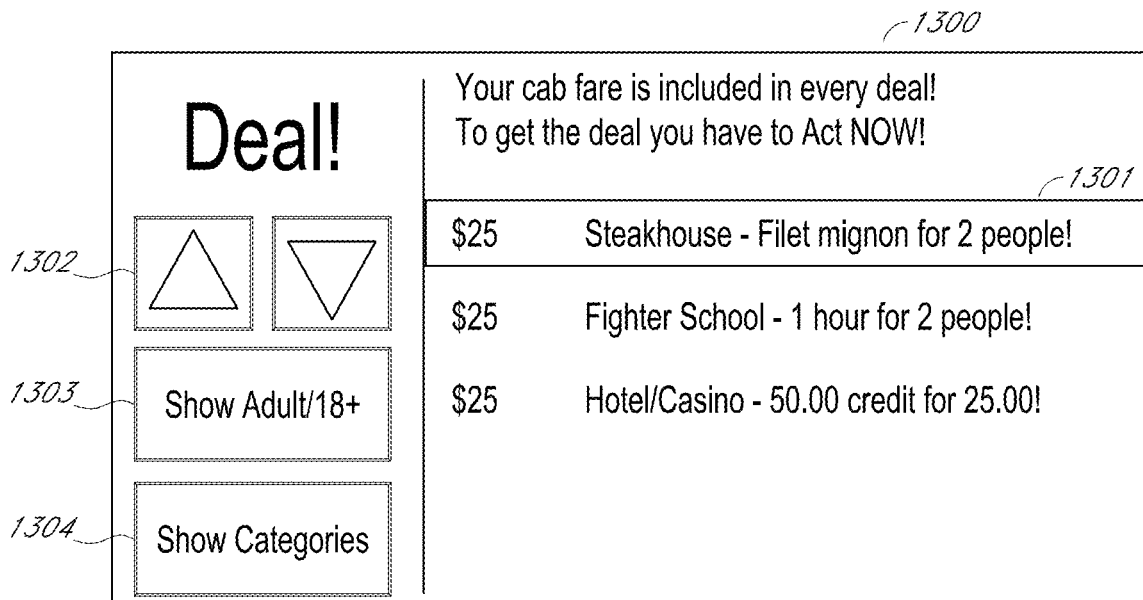 1300
Deal!
Your cab fare is included in every deal!
To get the deal you have to Act NOW!
1301
$25 Steakhouse - Filet mignon for 2 people!
1302
$25 Fighter School - 1 hour for 2 people!
1303
Show Adult/18+
$25 Hotel/Casino - 50.00 credit for 25.00!
1304
Show Categories